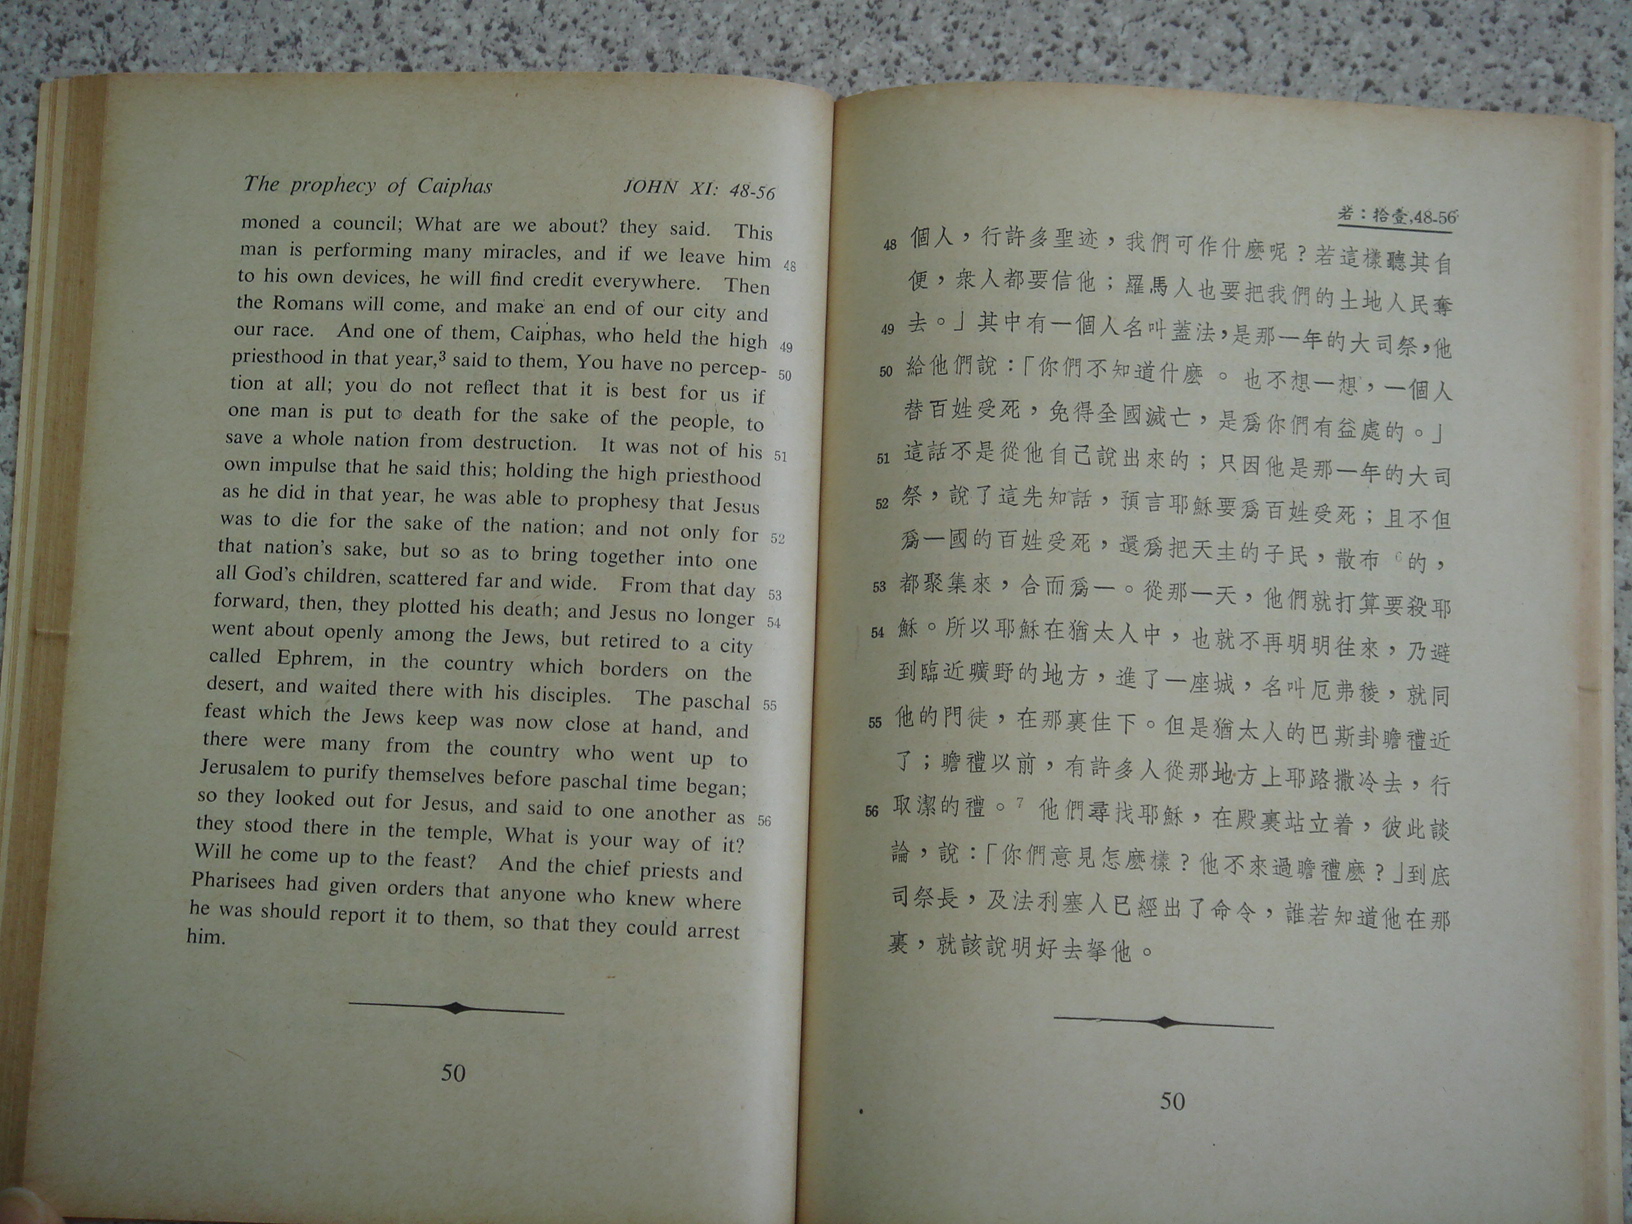 The prophecy of Caiphas JOHN XI: 48-56
moned a council; What are we about? they said. This
man is performing many miracles, and if we leave him 48
to his own devices, he will find credit everywhere. Then
the Romans will come, and make an end of our city and
our race. And one of them, Caiphas, who held the high 49
priesthood in that year,³ said to them, You have no percep- 50
tion at all; you do not reflect that it is best for us if
one man is put to death for the sake of the people, to
save a whole nation from destruction. It was not of his 51
own impulse that he said this; holding the high priesthood
as he did in that year, he was able to prophesy that Jesus
was to die for the sake of the nation; and not only for 52
that nation's sake, but so as to bring together into one
all God's children, scattered far and wide. From that day 53
forward, then, they plotted his death; and Jesus no longer 54
went about openly among the Jews, but retired to a city
called Ephrem, in the country which borders on the
desert, and waited there with his disciples. The paschal 55
feast which the Jews keep was now close at hand, and
there were many from the country who went up to
Jerusalem to purify themselves before paschal time began;
so they looked out for Jesus, and said to one another as 56
they stood there in the temple, What is your way of it?
Will he come up to the feast? And the chief priests and
Pharisees had given orders that anyone who knew where
he was should report it to them, so that they could arrest
him.
50
若：拾壹,48-56
48 個人，行許多聖迹，我們可作什麽呢？若這樣聽其自
便，衆人都要信他；羅馬人也要把我們的土地人民奪
49 去。」其中有一個人名叫蓋法，是那一年的大司祭，他
50 給他們說：「你們不知道什麽。也不想一想，一個人
替百姓受死，免得全國滅亡，是爲你們有益處的。」
51 這話不是從他自己說出來的；只因他是那一年的大司
52 祭，說了這先知話，預言耶穌要爲百姓受死；且不但
爲一國的百姓受死，還爲把天主的子民，散布⁶的，
53 都聚集來，合而爲一。從那一天，他們就打算要殺耶
54 穌。所以耶穌在猶太人中，也就不再明明往來，乃避
到臨近曠野的地方，進了一座城，名叫厄弗稜，就同
55 他的門徒，在那裏住下。但是猶太人的巴斯卦瞻禮近
了；瞻禮以前，有許多人從那地方上耶路撒冷去，行
56 取潔的禮。⁷ 他們尋找耶穌，在殿裏站立着，彼此談
論，說：「你們意見怎麽樣？他不來過瞻禮麽？」到底
司祭長，及法利塞人已經出了命令，誰若知道他在那
裏，就該說明好去拏他。
50